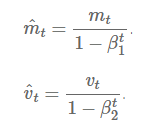 m̂_t = m_t / (1 − β_1^t).
v̂_t = v_t / (1 − β_2^t).